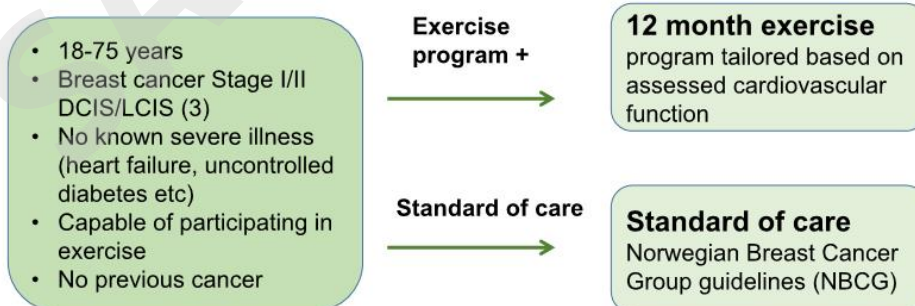 • 18-75 years
• Breast cancer Stage I/II
DCIS/LCIS (3)
• No known severe illness
(heart failure, uncontrolled
diabetes etc)
• Capable of participating in
exercise
• No previous cancer
Exercise
program +
12 month exercise
program tailored based on
assessed cardiovascular
function
Standard of care
Standard of care
Norwegian Breast Cancer
Group guidelines (NBCG)